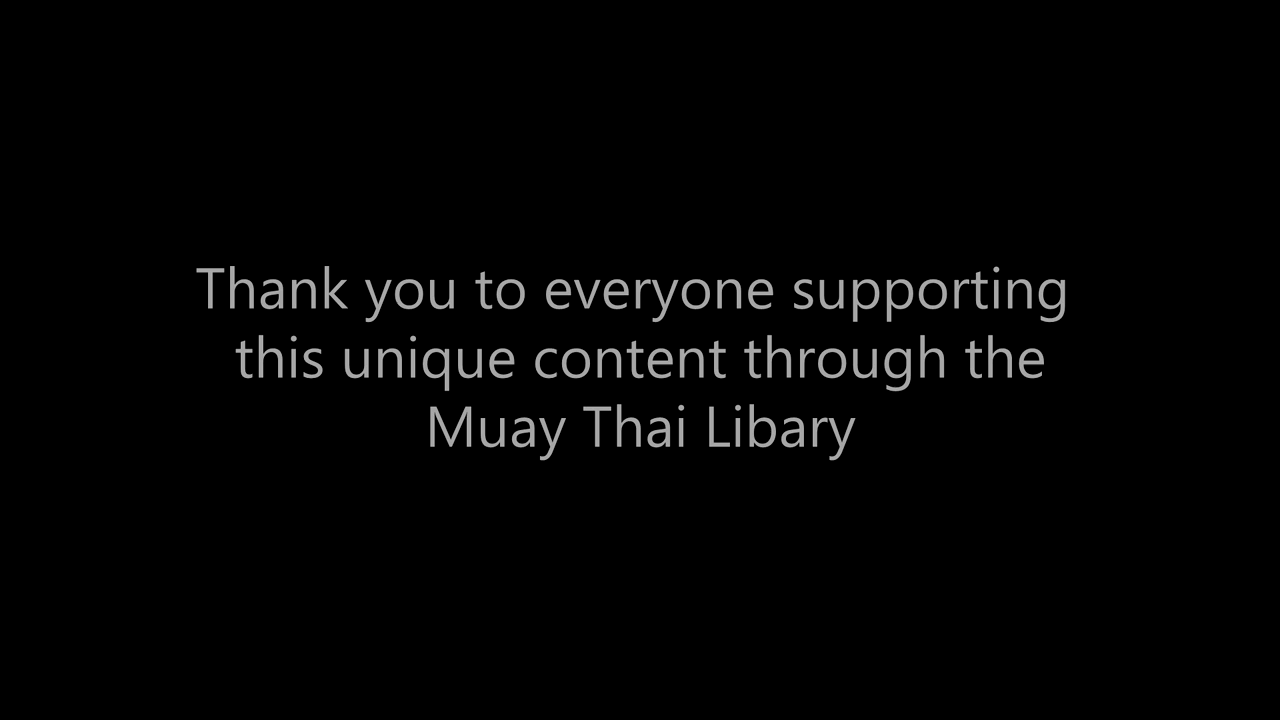 Thank you to everyone supporting
this unique content through the
Muay Thai Libary